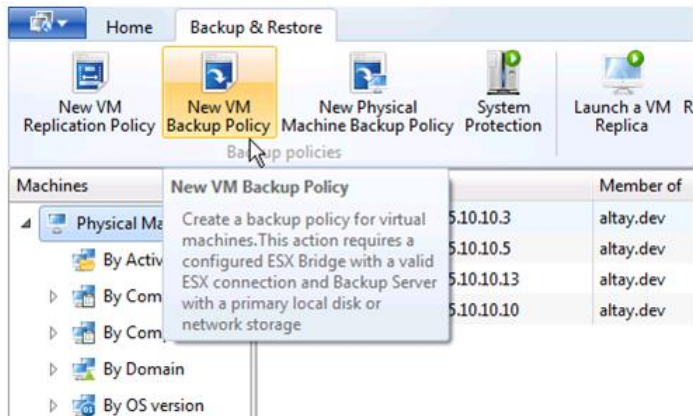 Home Backup & Restore
New VM
Replication Policy
New VM
Backup Policy
New Physical
Machine Backup Policy
System
Protection
Launch a VM
Replica
R
Backup policies
Machines
Member of
New VM Backup Policy
Create a backup policy for virtual
machines.This action requires a
configured ESX Bridge with a valid
ESX connection and Backup Server
with a primary local disk or
network storage
Physical Ma
By Activ
By Com
By Com
By Domain
By OS version
5.10.10.3 altay.dev
5.10.10.5 altay.dev
5.10.10.13 altay.dev
5.10.10.10 altay.dev